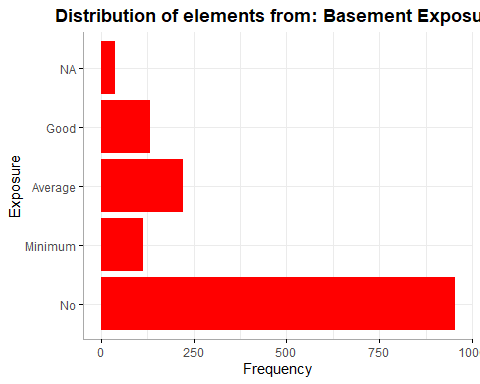 Distribution of elements from: Basement Exposu
NA
Good
Average
Minimum
No
Exposure
0
250
500
750
100
Frequency